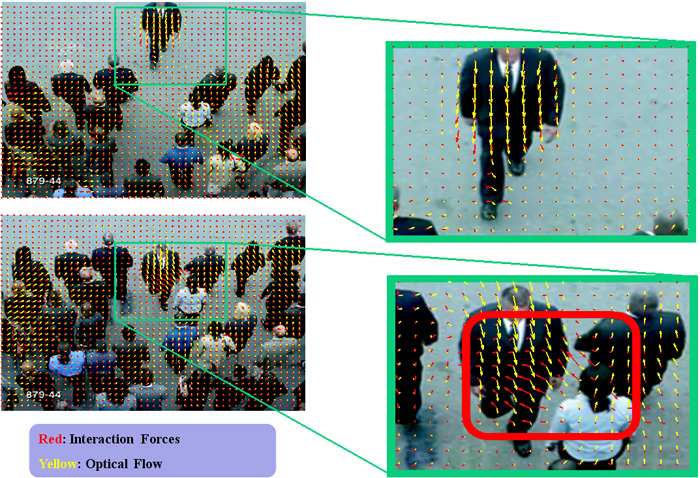 879-44
879-44
Red: Interaction Forces
Yellow: Optical Flow